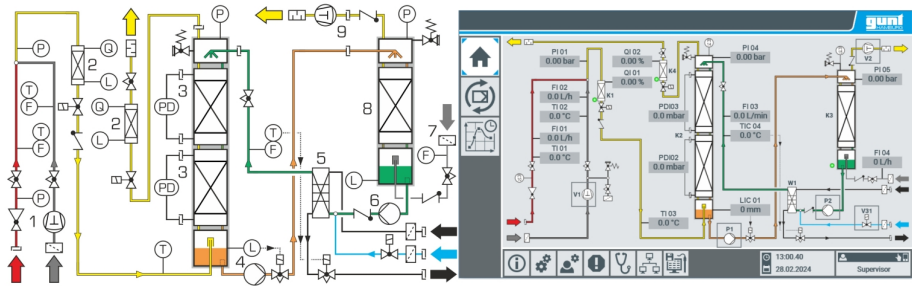 P
T
F
T
F
P
1
Q
2
L
Q
2
L
T
PD
3
PD
3
P
L
4
T
F
5
6
L
8
9
P
7
F
gunt
HAMBURG
PI 01
0.00 bar
QI 02
0.00 %
QI 01
0.00 %
K4
K1
PI 04
0.00 bar
V2
PI 05
0.00 bar
FI 02
0.0 L/h
TI 02
0.0 °C
FI 01
0.0 L/h
TI 01
0.0 °C
PDI03
0.0 mbar
K2
PDI02
0.0 mbar
FI 03
0.0 L/min
TIC 04
0.0 °C
K3
FI 04
0 L/h
V1
W1
P2
LIC 01
0 mm
TI 03
0.0 °C
P1
V31
13:00.40
28.02.2024
Supervisor